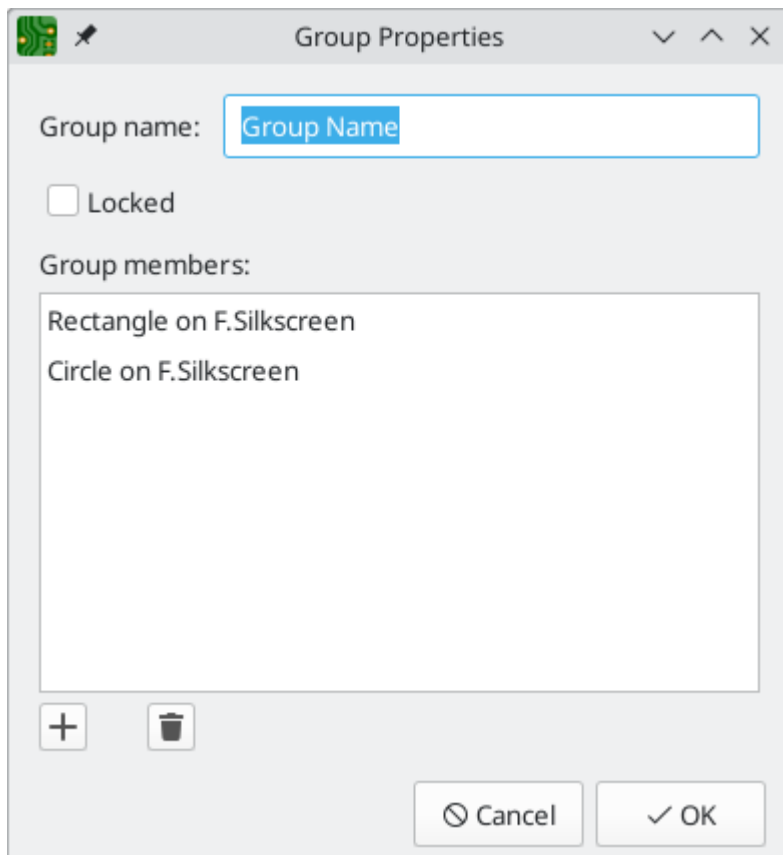 Group Properties
Group name: Group Name
Locked
Group members:
Rectangle on F.Silkscreen
Circle on F.Silkscreen
Cancel OK